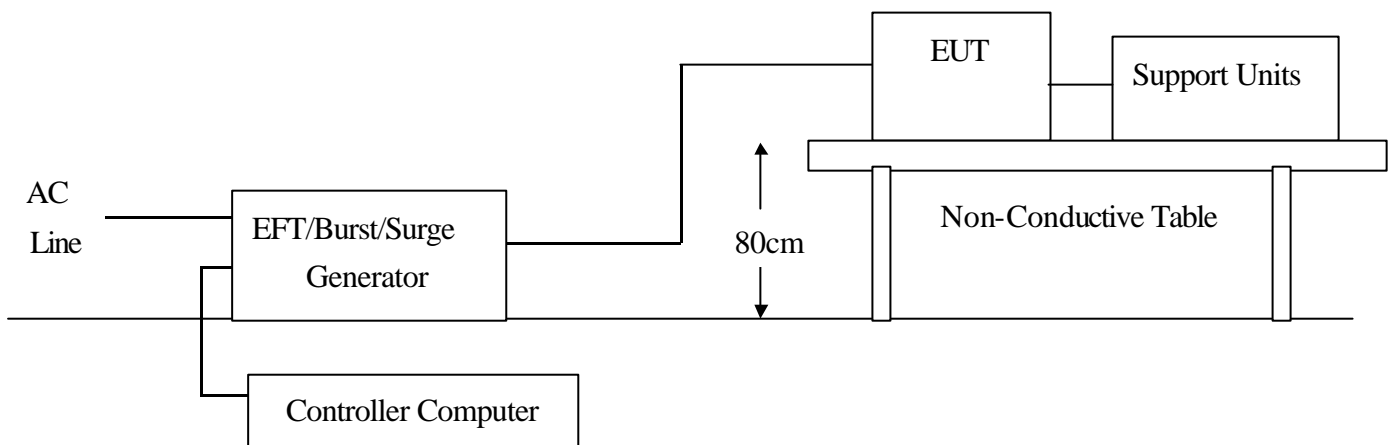 EUT
Support Units
AC
Line
EFT/Burst/Surge
Generator
80cm
Non-Conductive Table
Controller Computer